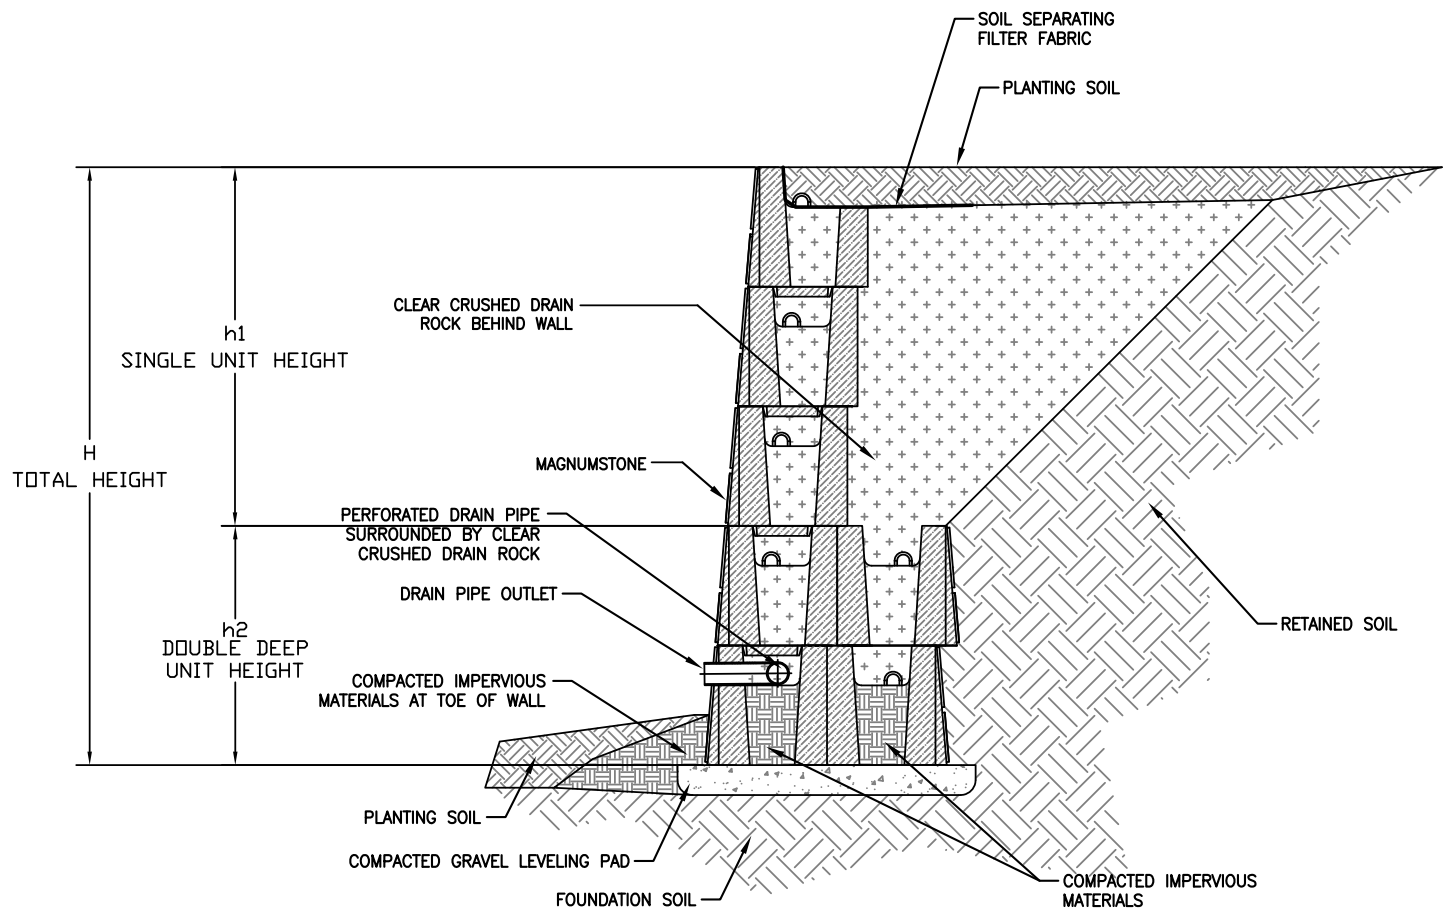 SOIL SEPARATING
FILTER FABRIC
PLANTING SOIL
CLEAR CRUSHED DRAIN
ROCK BEHIND WALL
h1
SINGLE UNIT HEIGHT
H
TOTAL HEIGHT
MAGNUMSTONE
PERFORATED DRAIN PIPE
SURROUNDED BY CLEAR
CRUSHED DRAIN ROCK
DRAIN PIPE OUTLET
RETAINED SOIL
h2
DOUBLE DEEP
UNIT HEIGHT
COMPACTED IMPERVIOUS
MATERIALS AT TOE OF WALL
PLANTING SOIL
COMPACTED GRAVEL LEVELING PAD
FOUNDATION SOIL
COMPACTED IMPERVIOUS
MATERIALS